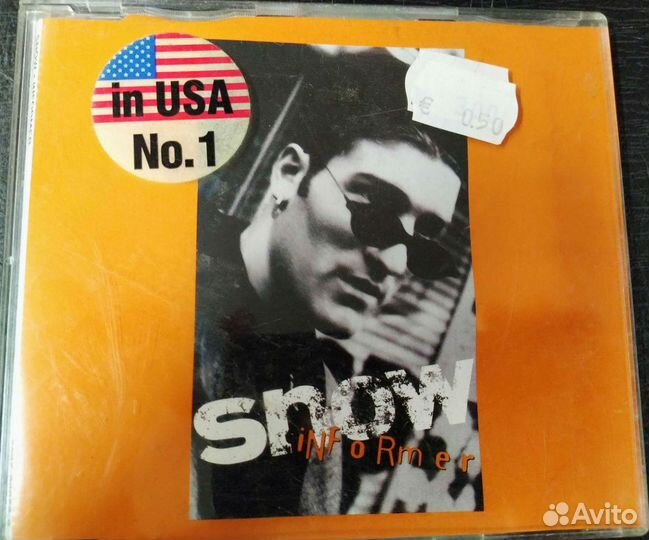 in USA
No. 1
€ 0.50
snow
iNFoRmer
Avito